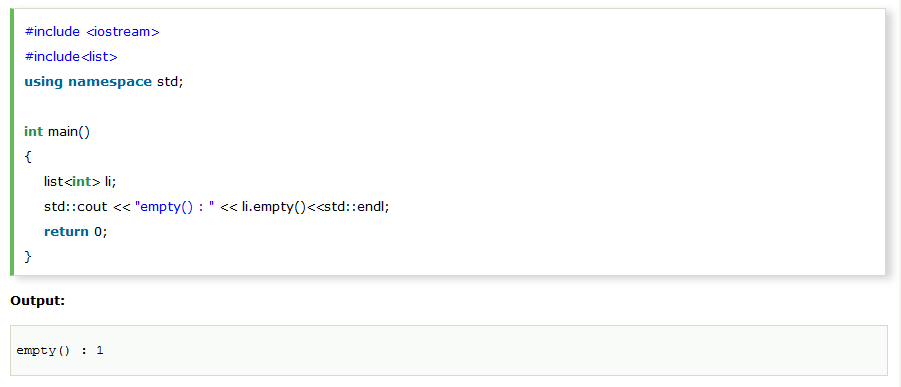 #include <iostream>
#include<list>
using namespace std;
int main()
{
list<int> li;
std::cout << "empty() : " << li.empty()<<std::endl;
return 0;
}
Output:
empty() : 1